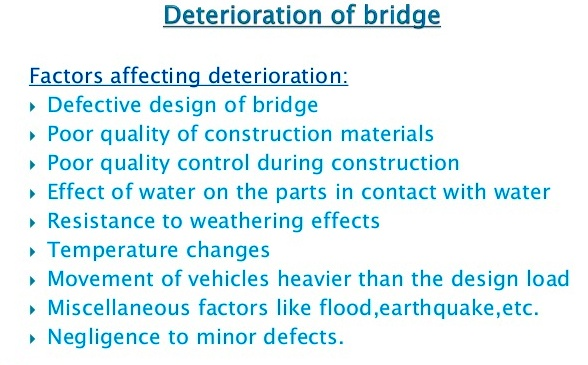 Deterioration of bridge
Factors affecting deterioration:
Defective design of bridge
Poor quality of construction materials
Poor quality control during construction
Effect of water on the parts in contact with water
Resistance to weathering effects
Temperature changes
Movement of vehicles heavier than the design load
Miscellaneous factors like flood,earthquake,etc.
Negligence to minor defects.